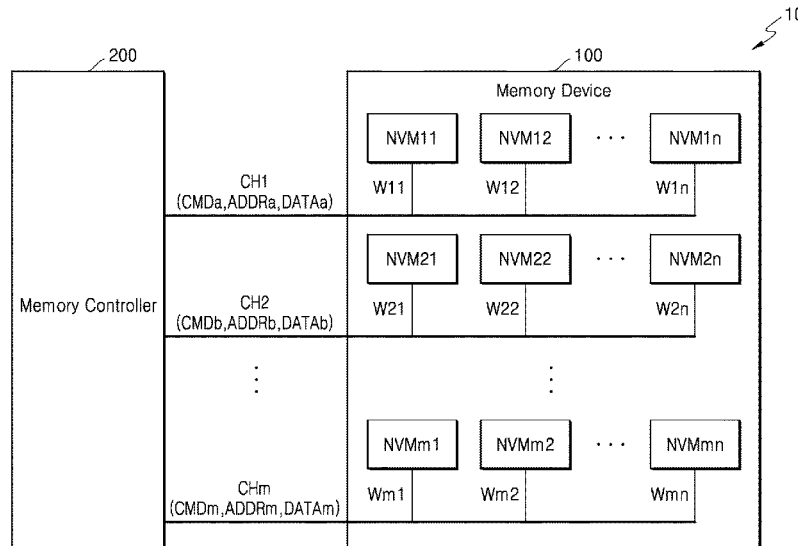 10
200
100
Memory Device
NVM11 NVM12 · · · NVM1n
CH1
(CMDa,ADDRa,DATAa)
W11 W12 W1n
NVM21 NVM22 · · · NVM2n
Memory Controller
CH2
(CMDb,ADDRb,DATAb)
W21 W22 W2n
NVMm1 NVMm2 · · · NVMmn
CHm
(CMDm,ADDRm,DATAm)
Wm1 Wm2 Wmn